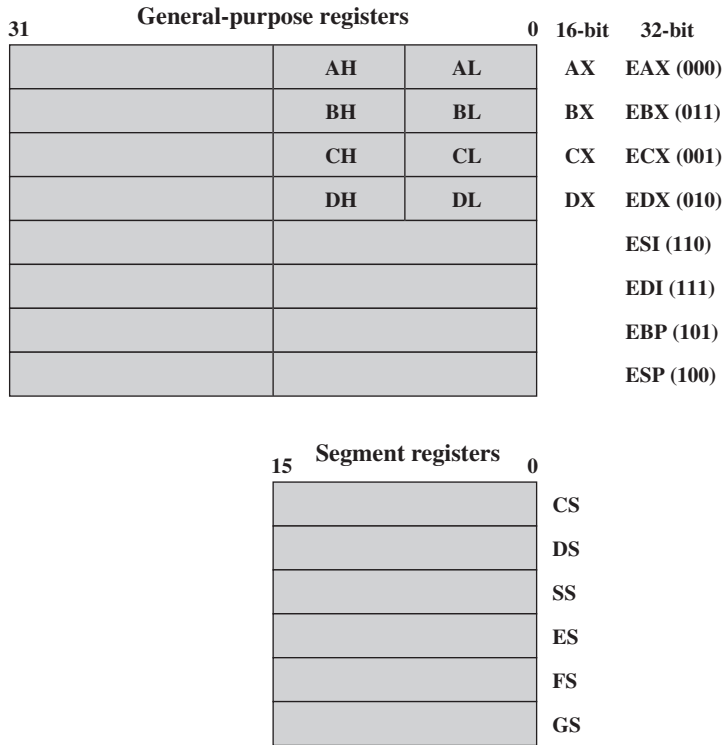 General-purpose registers
31 0 16-bit 32-bit
AH AL AX EAX (000)
BH BL BX EBX (011)
CH CL CX ECX (001)
DH DL DX EDX (010)
ESI (110)
EDI (111)
EBP (101)
ESP (100)
Segment registers
15 0
CS
DS
SS
ES
FS
GS